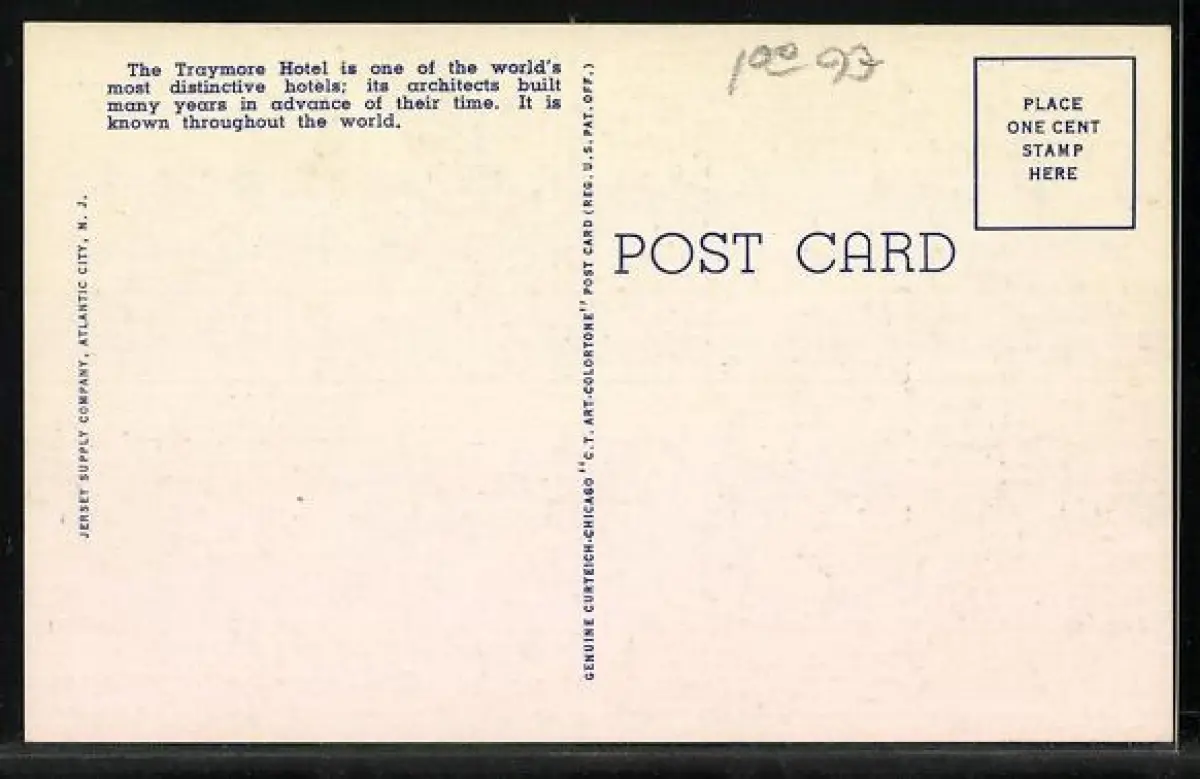 The Traymore Hotel is one of the world's
most distinctive hotels; its architects built
many years in advance of their time. It is
known throughout the world.
JERSEY SUPPLY COMPANY, ATLANTIC CITY, N. J.
GENUINE CURTEICH-CHICAGO "C.T. ART-COLORTONE" POST CARD (REG. U.S. PAT. OFF.)
100 93
POST CARD
PLACE
ONE CENT
STAMP
HERE